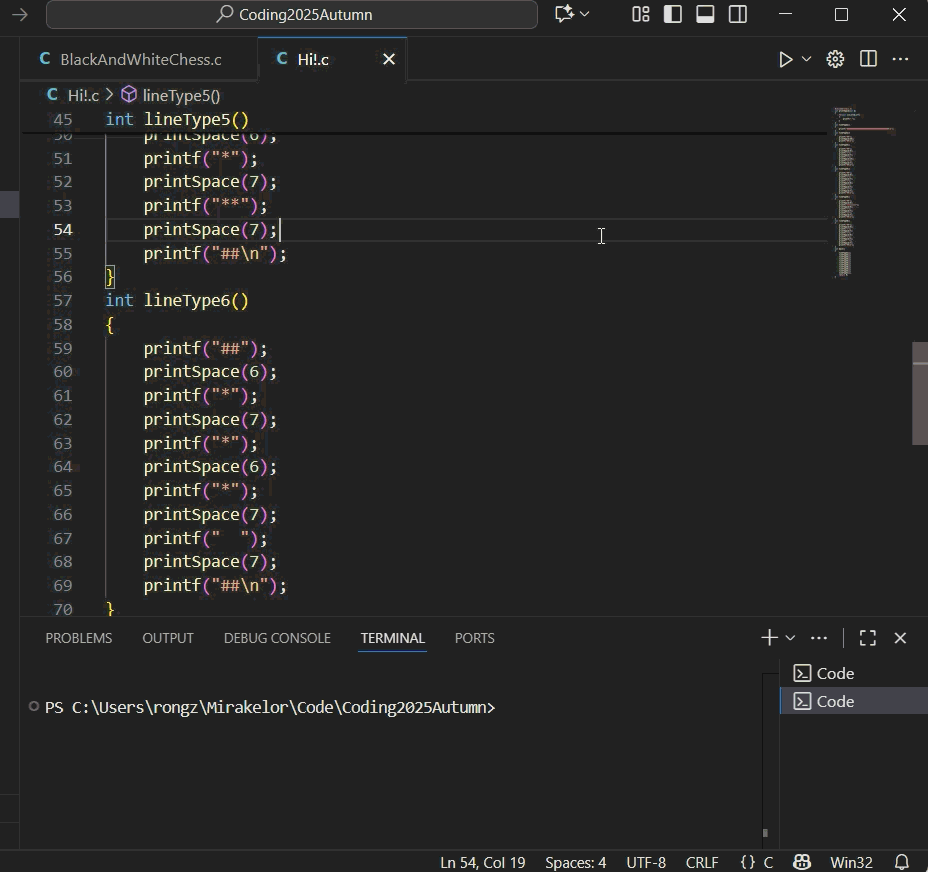 Coding2025Autumn
C BlackAndWhiteChess.c
C Hi!.c
C Hi!.c > lineType5()
45 int lineType5()
50 printSpace(6);
51 printf("*");
52 printSpace(7);
53 printf("**");
54 printSpace(7);
55 printf("##\n");
56 }
57 int lineType6()
58 {
59 printf("##");
60 printSpace(6);
61 printf("*");
62 printSpace(7);
63 printf("*");
64 printSpace(6);
65 printf("*");
66 printSpace(7);
67 printf("  ");
68 printSpace(7);
69 printf("##\n");
70 }
PROBLEMS OUTPUT DEBUG CONSOLE TERMINAL PORTS
Code
Code
PS C:\Users\rongz\Mirakelor\Code\Coding2025Autumn>
Ln 54, Col 19 Spaces: 4 UTF-8 CRLF {} C Win32